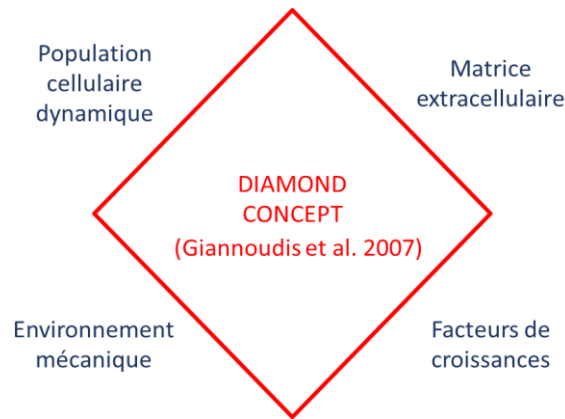 Population
cellulaire
dynamique
Matrice
extracellulaire
DIAMOND
CONCEPT
(Giannoudis et al. 2007)
Environnement
mécanique
Facteurs de
croissances